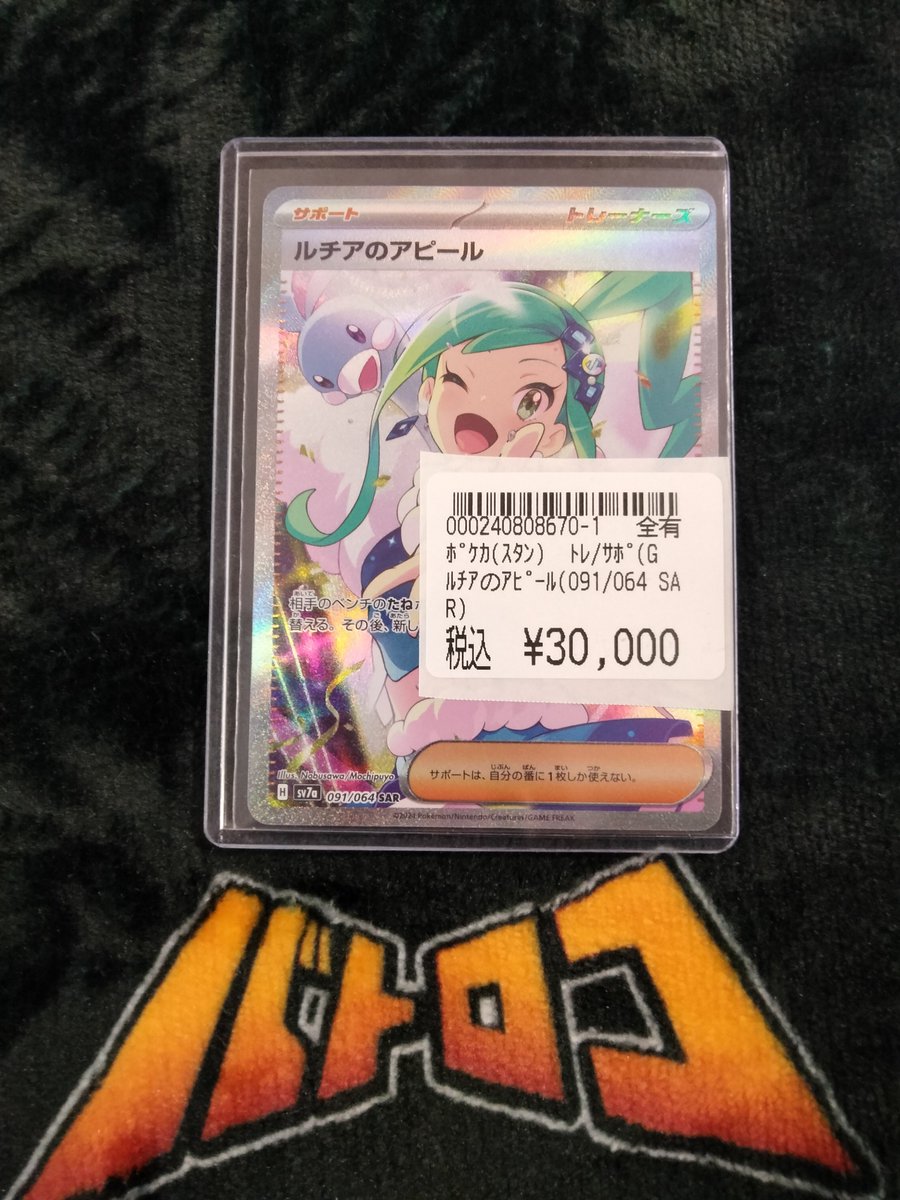 サポート
トレーナーズ
ルチアのアピール
000240808670-1 全有
ﾎﾟｹｶ(ｽﾀﾝ) ﾄﾚ/ｻﾎﾟ(G
ﾙﾁｱのｱﾋﾟｰﾙ(091/064 SA
R)
税込 ¥30,000
相手のベンチのたね
替える。その後、新し
サポートは、自分の番に1枚しか使えない。
Illus. Nobusawa/Mochipuyo
H sv7a 091/064 SAR
©2024 Pokémon/Nintendo/Creatures/GAME FREAK
バトロコ